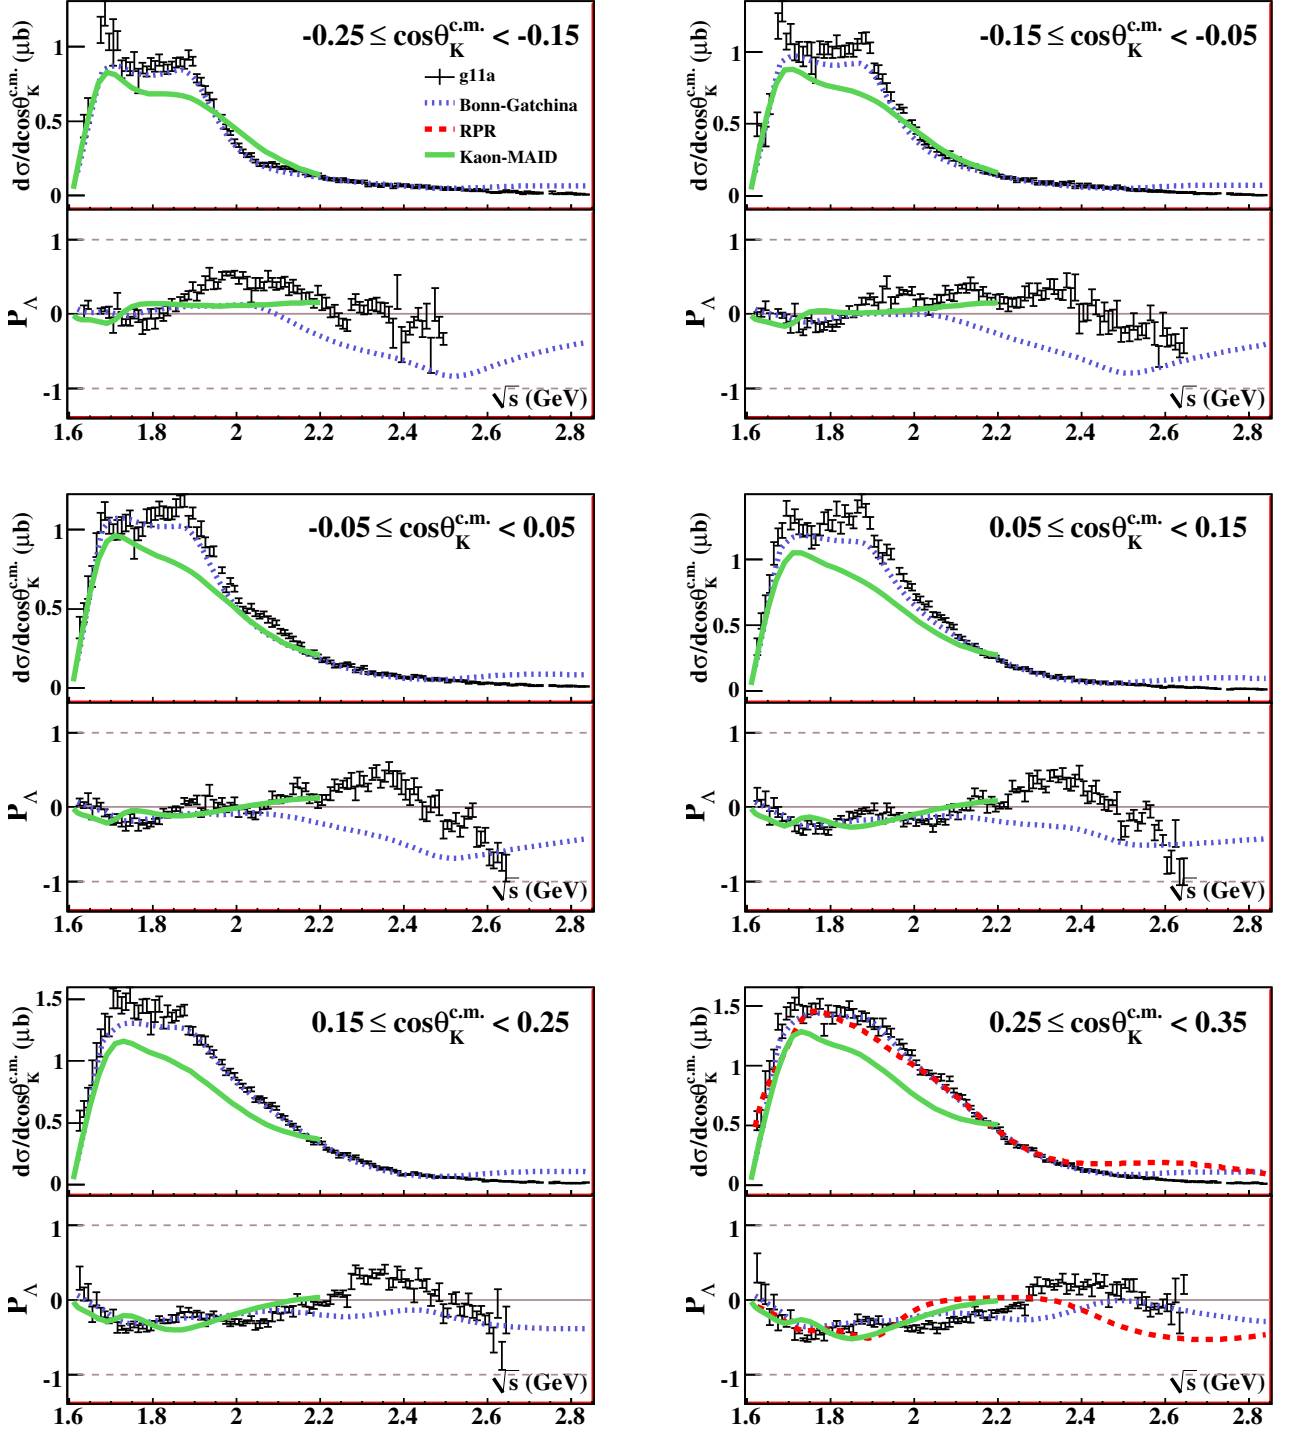 -0.25 ≤ cosθ_K^c.m. < -0.15
dσ/dcosθ_K^c.m. (μb)
1
0.5
0
g11a
Bonn-Gatchina
RPR
Kaon-MAID
P_Λ
1
0
-1
√s (GeV)
1.6 1.8 2 2.2 2.4 2.6 2.8
-0.15 ≤ cosθ_K^c.m. < -0.05
dσ/dcosθ_K^c.m. (μb)
1
0.5
0
P_Λ
1
0
-1
√s (GeV)
1.6 1.8 2 2.2 2.4 2.6 2.8
-0.05 ≤ cosθ_K^c.m. < 0.05
dσ/dcosθ_K^c.m. (μb)
1
0.5
0
P_Λ
1
0
-1
√s (GeV)
1.6 1.8 2 2.2 2.4 2.6 2.8
0.05 ≤ cosθ_K^c.m. < 0.15
dσ/dcosθ_K^c.m. (μb)
1
0.5
0
P_Λ
1
0
-1
√s (GeV)
1.6 1.8 2 2.2 2.4 2.6 2.8
0.15 ≤ cosθ_K^c.m. < 0.25
dσ/dcosθ_K^c.m. (μb)
1.5
1
0.5
0
P_Λ
1
0
-1
√s (GeV)
1.6 1.8 2 2.2 2.4 2.6 2.8
0.25 ≤ cosθ_K^c.m. < 0.35
dσ/dcosθ_K^c.m. (μb)
1.5
1
0.5
0
P_Λ
1
0
-1
√s (GeV)
1.6 1.8 2 2.2 2.4 2.6 2.8